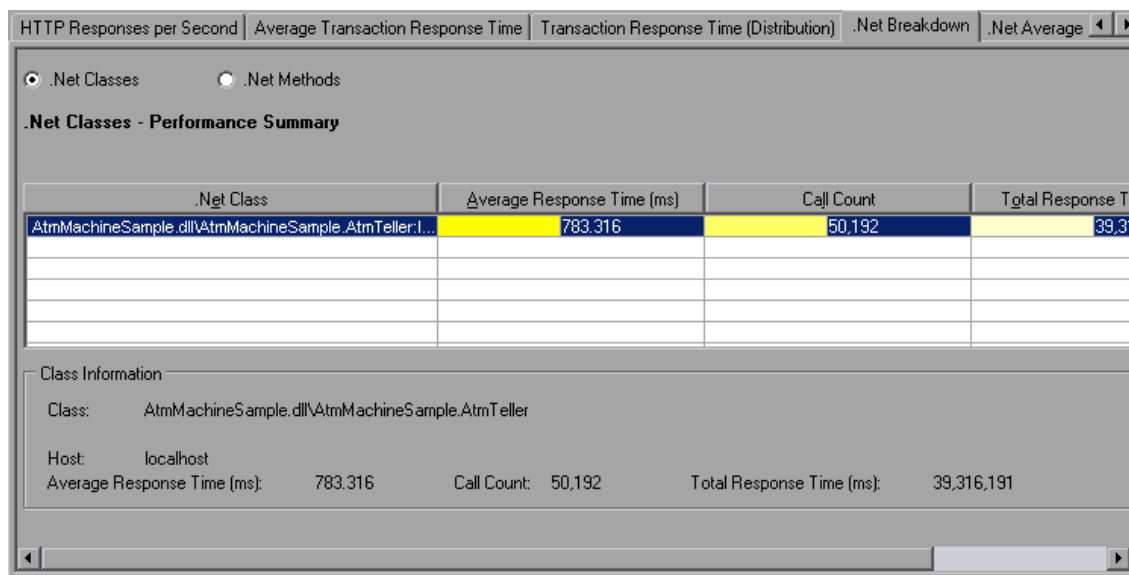 HTTP Responses per Second Average Transaction Response Time Transaction Response Time (Distribution) .Net Breakdown .Net Average
.Net Classes .Net Methods
.Net Classes - Performance Summary
.Net Class Average Response Time (ms) Call Count Total Response T
AtmMachineSample.dll\AtmMachineSample.AtmTeller:l... 783.316 50,192 39,31
Class Information
Class: AtmMachineSample.dll\AtmMachineSample.AtmTeller
Host: localhost
Average Response Time (ms): 783.316 Call Count: 50,192 Total Response Time (ms): 39,316,191